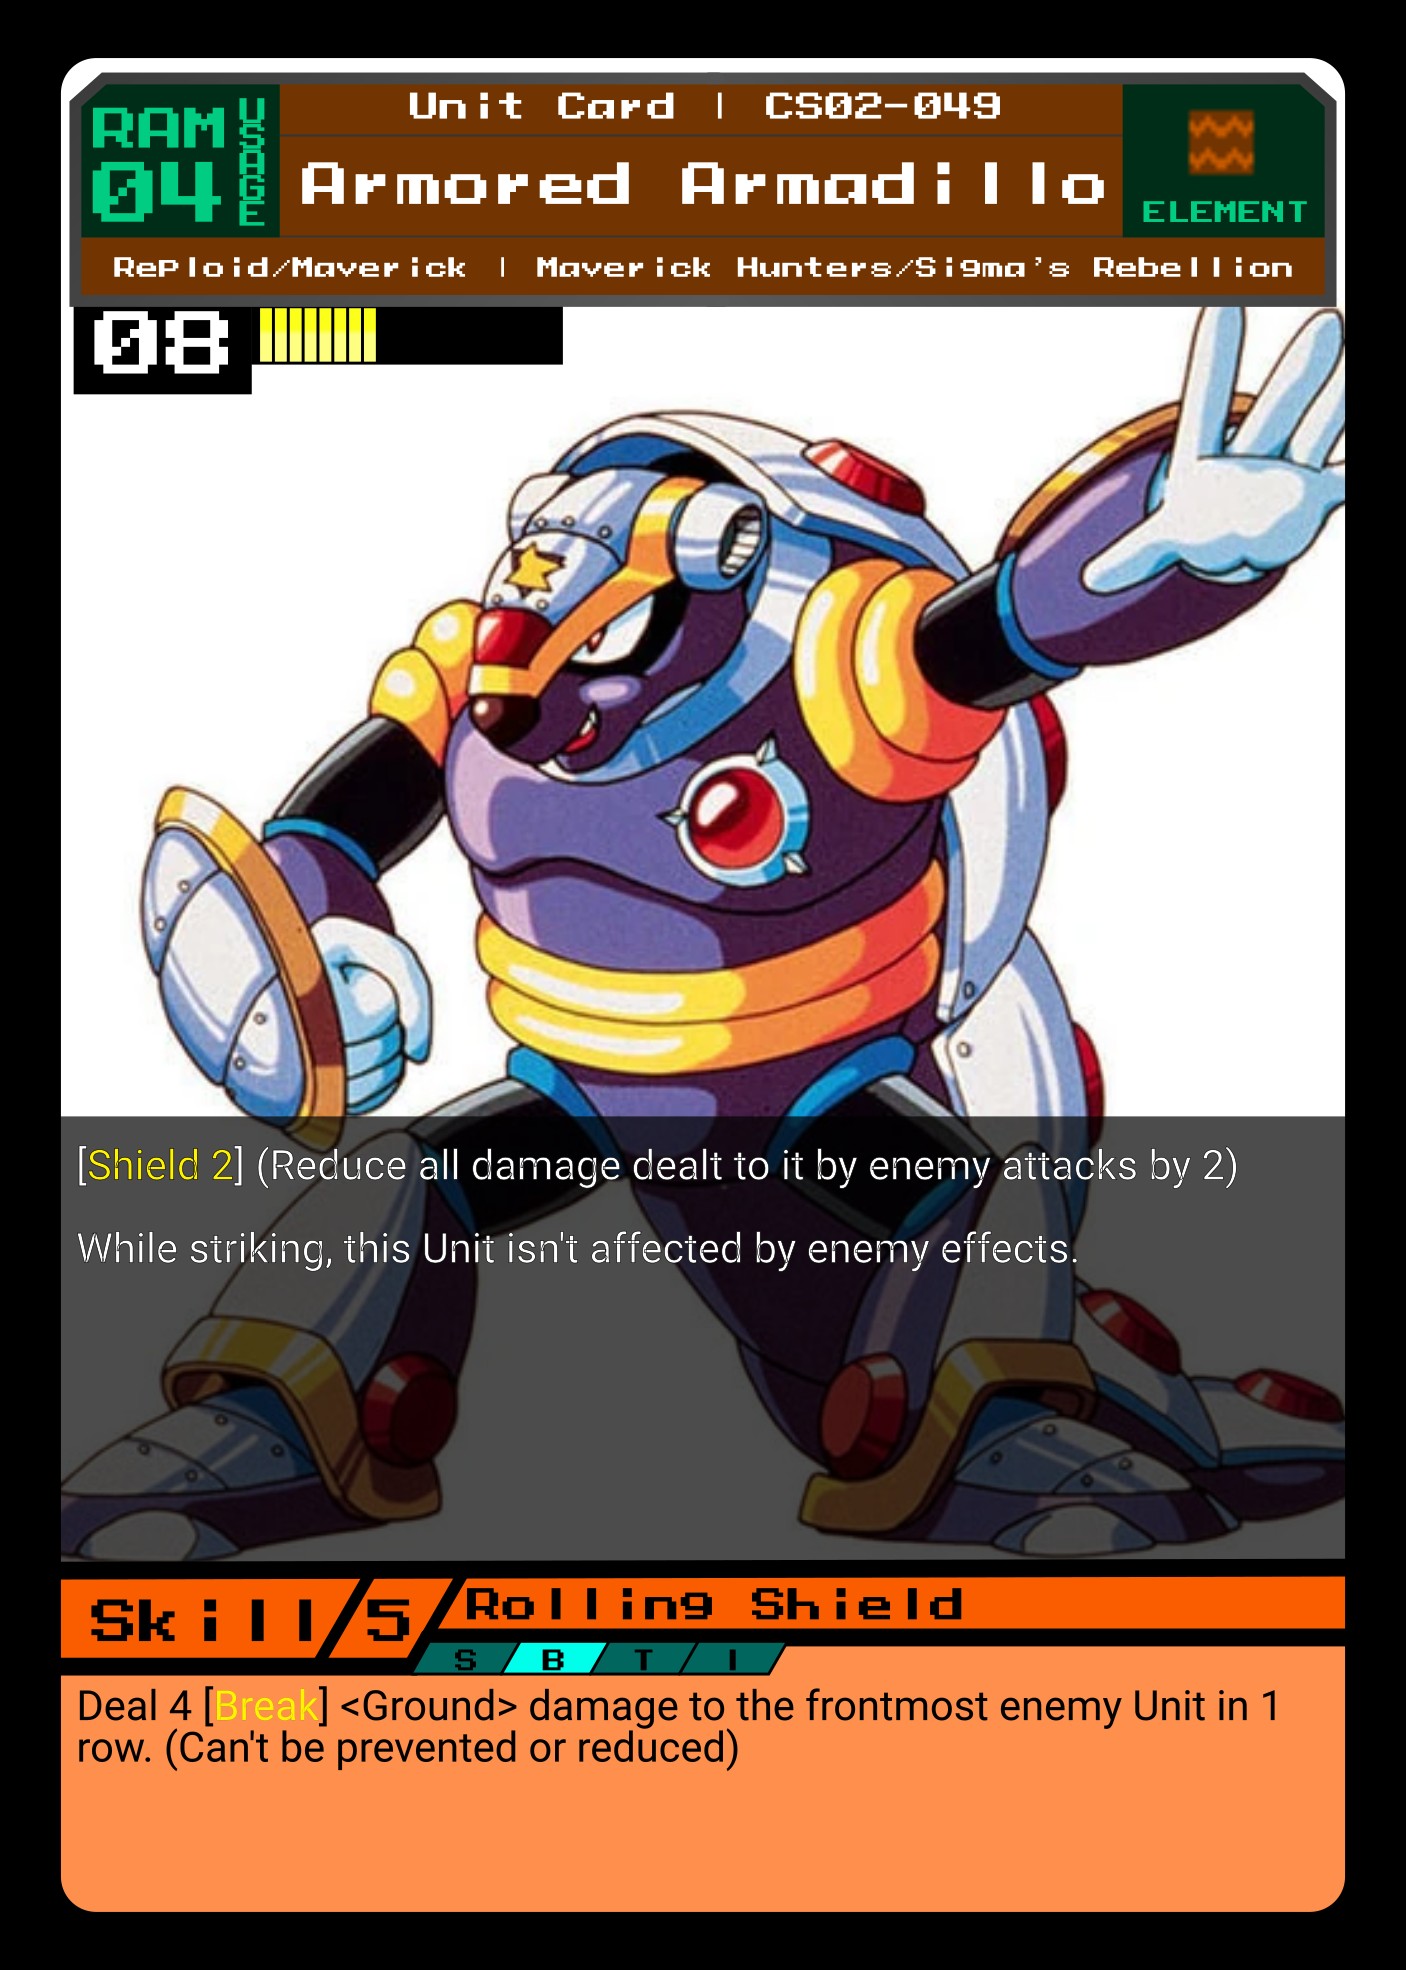 RAM
04
USAGE
Unit Card | CS02-049
Armored Armadillo
ELEMENT
Reploid/Maverick | Maverick Hunters/Sigma's Rebellion
08
[Shield 2] (Reduce all damage dealt to it by enemy attacks by 2)
While striking, this Unit isn't affected by enemy effects.
Skill/5/Rolling Shield
S B T I
Deal 4 [Break] <Ground> damage to the frontmost enemy Unit in 1
row. (Can't be prevented or reduced)